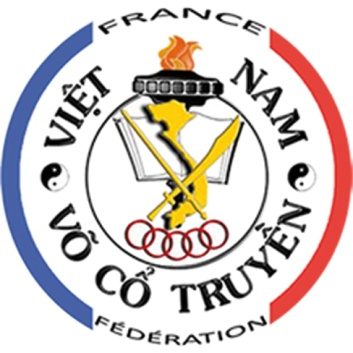 FRANCE
VIỆT NAM
VÕ CỔ TRUYỀN
FÉDÉRATION